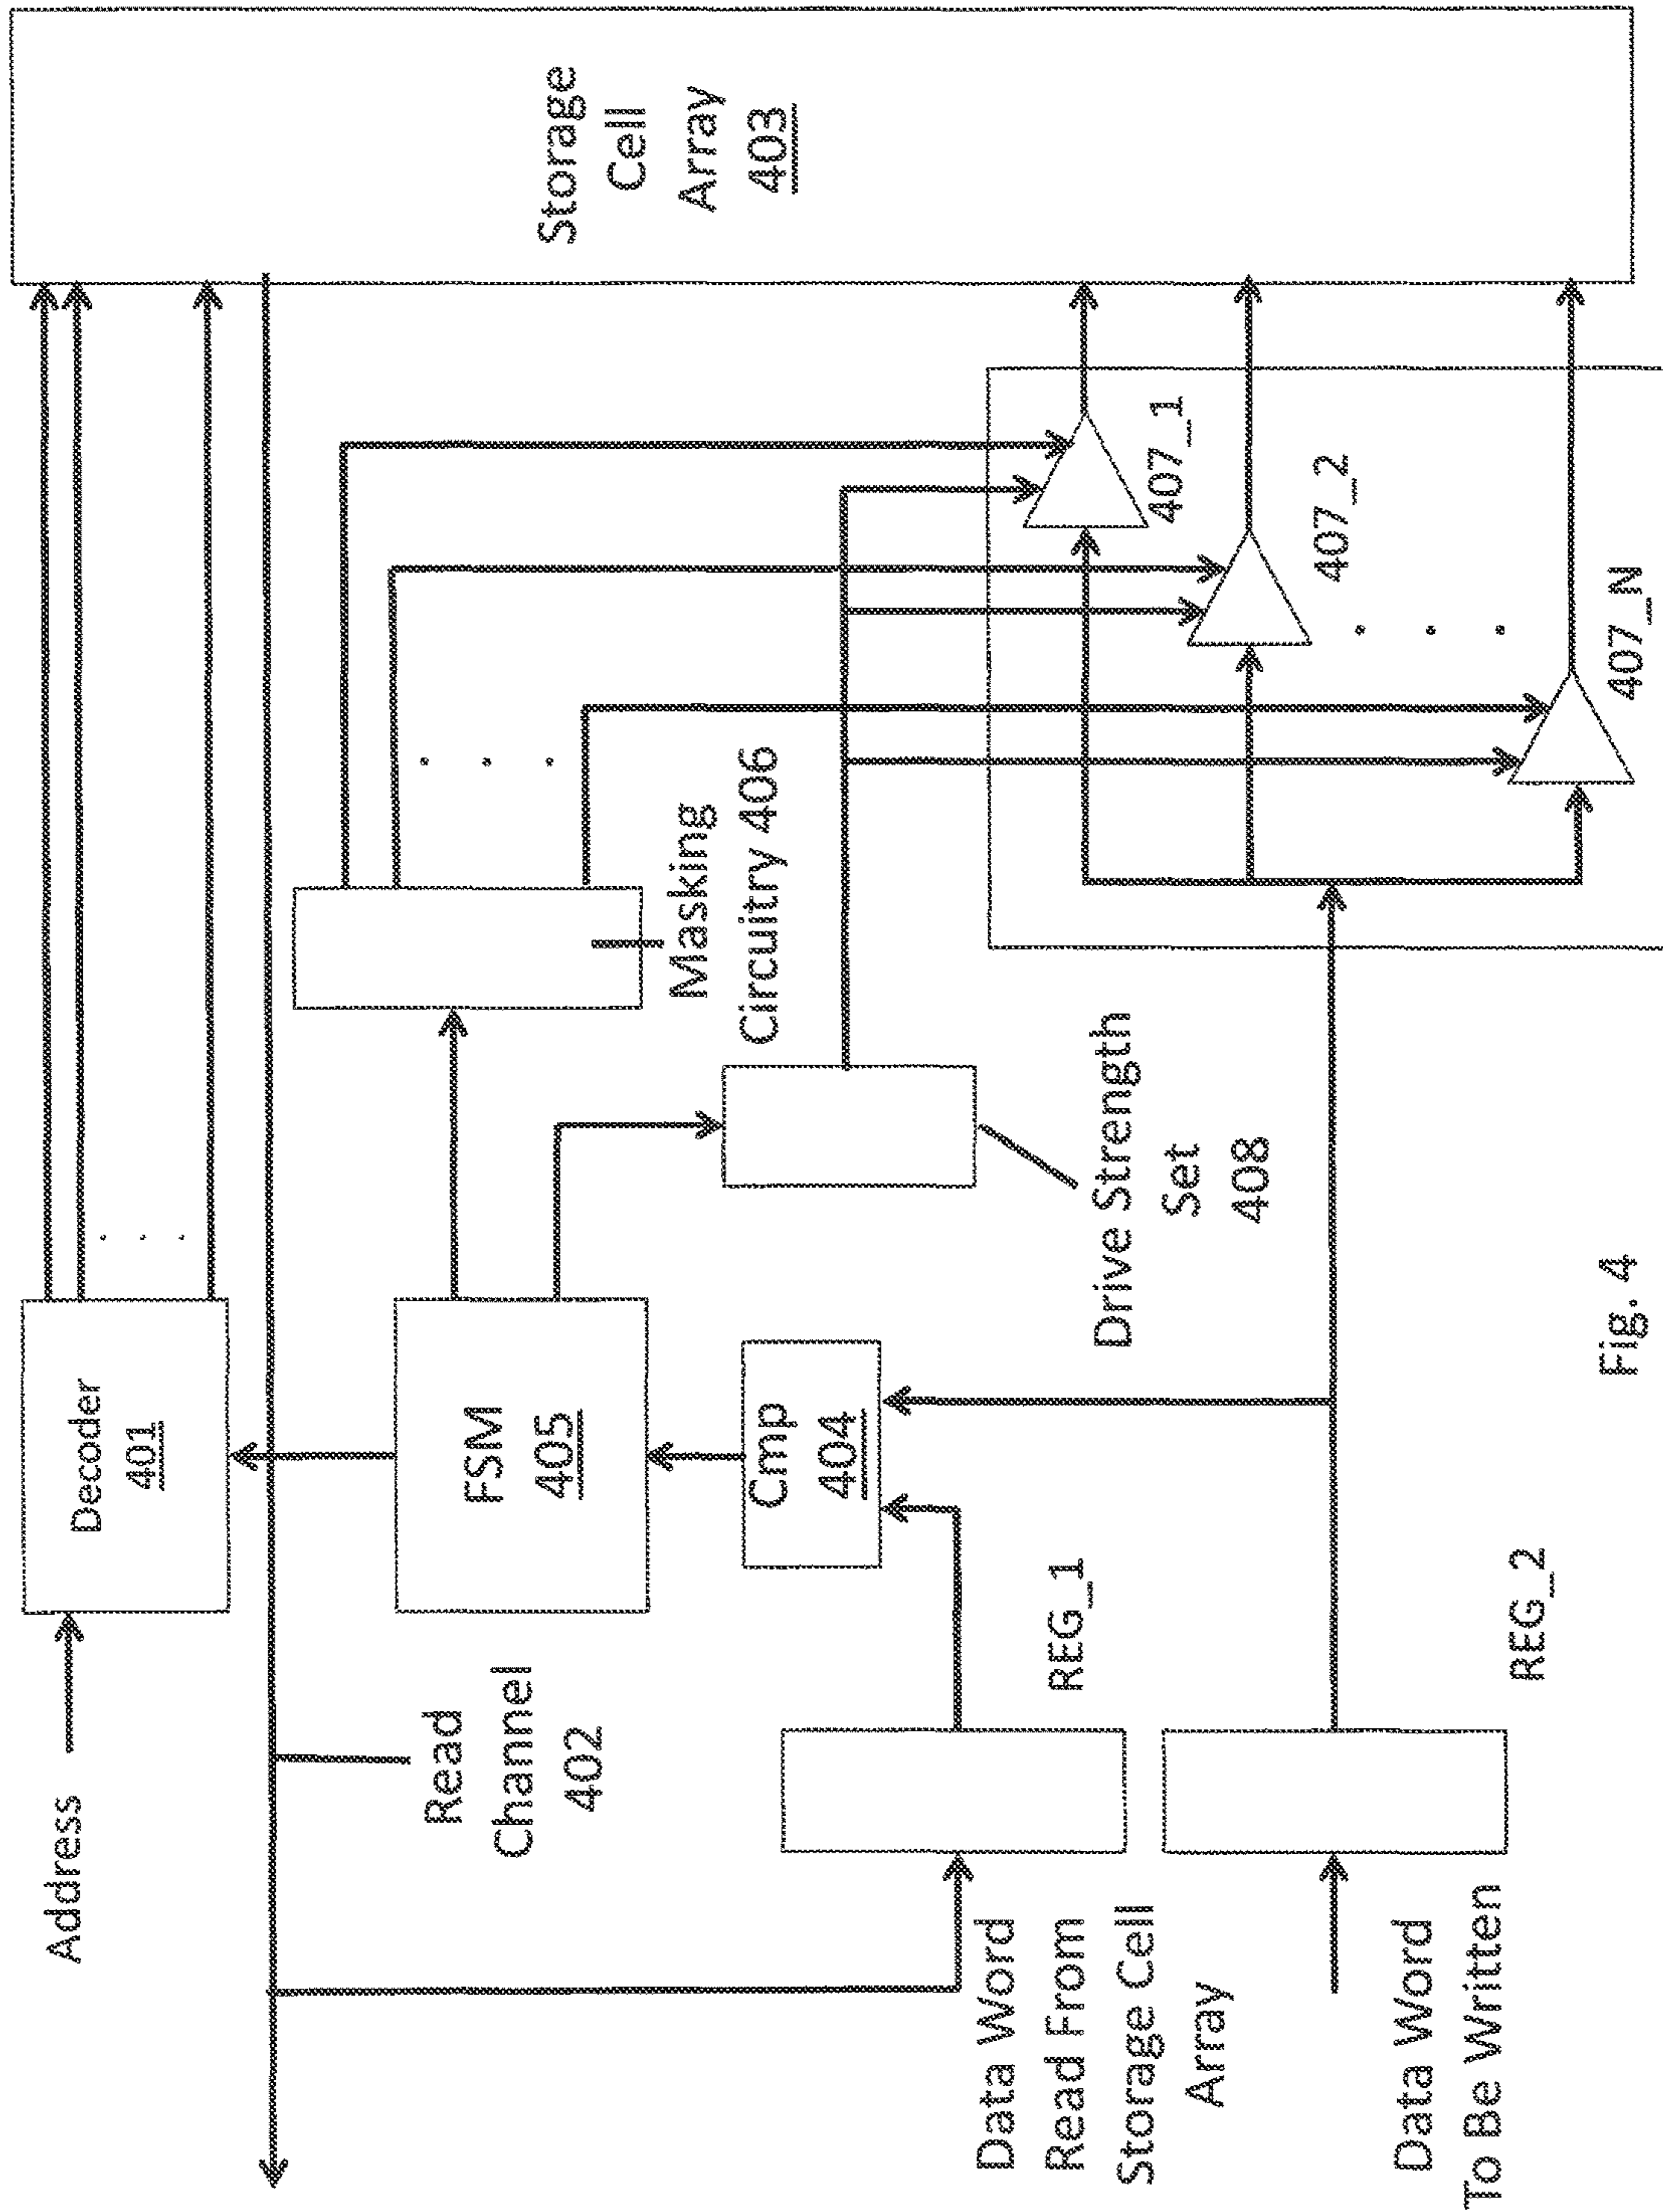 Address
Decoder
401
Storage
Cell
Array
403
Read
Channel
402
FSM
405
Masking
Circuitry 406
Cmp
404
Drive Strength
Set
408
407_1
407_2
407_N
REG_1
REG_2
Data Word
Read From
Storage Cell
Array
Data Word
To Be Written
Fig. 4